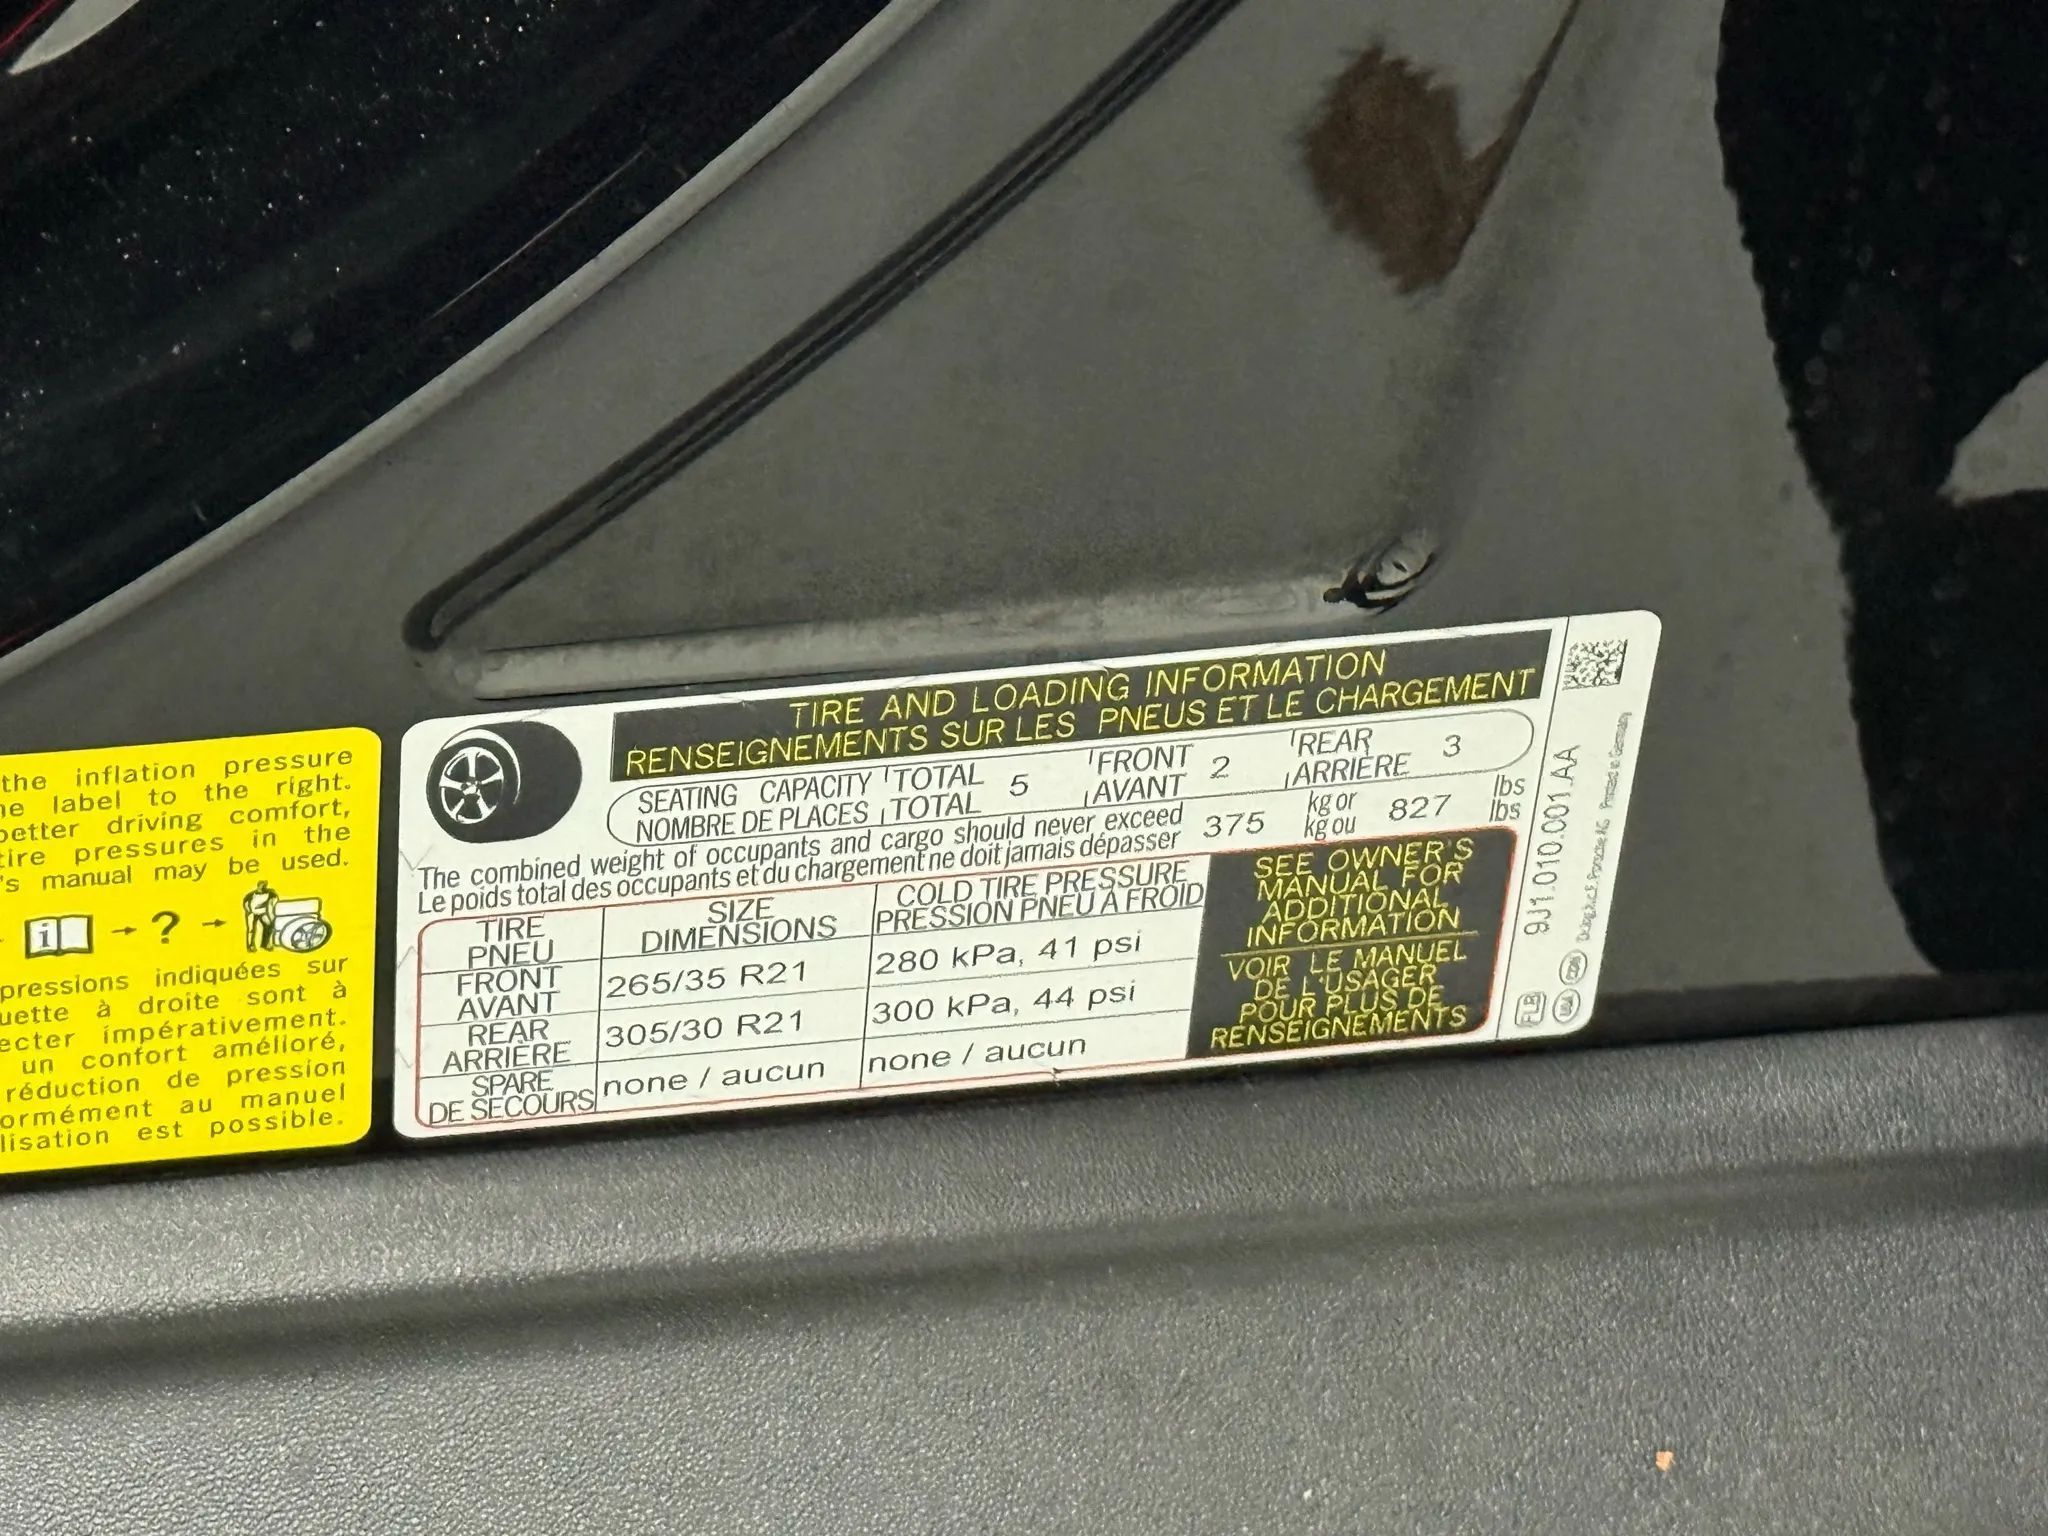 the inflation pressure
label to the right.
better driving comfort,
tire pressures in the
's manual may be used.
i
→ ? →
pressions indiquées sur
à droite sont à
impérativement.
un confort amélioré,
réduction de pression
au manuel
est possible.
TIRE AND LOADING INFORMATION
RENSEIGNEMENTS SUR LES PNEUS ET LE CHARGEMENT
SEATING CAPACITY TOTAL 5 FRONT 2 REAR 3
NOMBRE DE PLACES TOTAL AVANT ARRIÈRE
The combined weight of occupants and cargo should never exceed 375 kg or 827 lbs
Le poids total des occupants et du chargement ne doit jamais dépasser kg ou lbs
TIRE SIZE COLD TIRE PRESSURE
PNEU DIMENSIONS PRESSION PNEU À FROID
FRONT 265/35 R21 280 kPa, 41 psi
AVANT
REAR 305/30 R21 300 kPa, 44 psi
ARRIÈRE
SPARE none / aucun none / aucun
DE SECOURS
SEE OWNER'S
MANUAL FOR
ADDITIONAL
INFORMATION
VOIR LE MANUEL
DE L'USAGER
POUR PLUS DE
RENSEIGNEMENTS
9J1.010.001.AA
Porsche AG Printed in Germany
FLB
USA